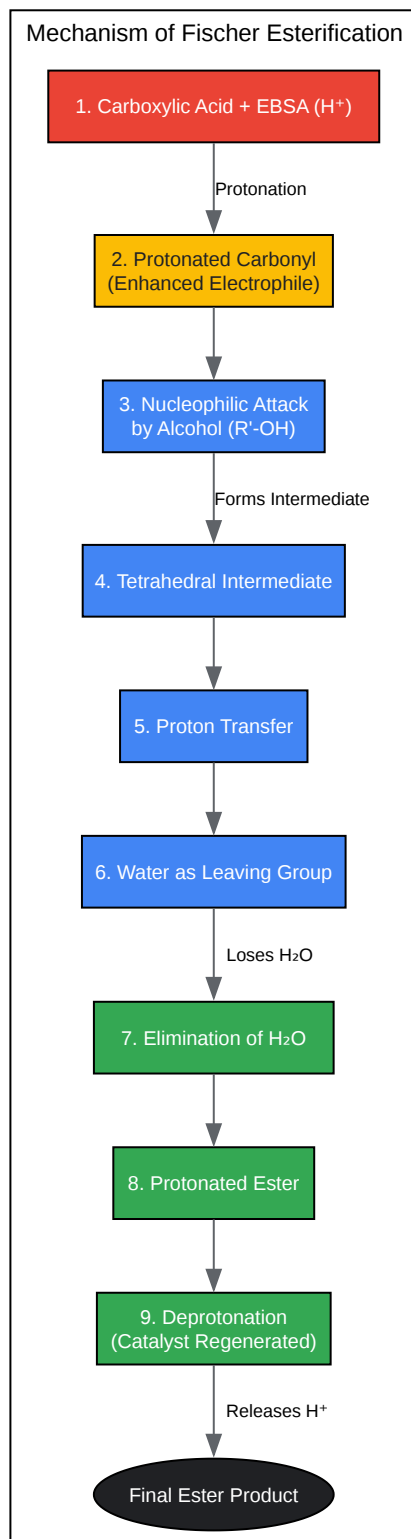 Mechanism of Fischer Esterification
1. Carboxylic Acid + EBSA (H⁺)
Protonation
2. Protonated Carbonyl
(Enhanced Electrophile)
3. Nucleophilic Attack
by Alcohol (R'-OH)
Forms Intermediate
4. Tetrahedral Intermediate
5. Proton Transfer
6. Water as Leaving Group
Loses H₂O
7. Elimination of H₂O
8. Protonated Ester
9. Deprotonation
(Catalyst Regenerated)
Releases H⁺
Final Ester Product